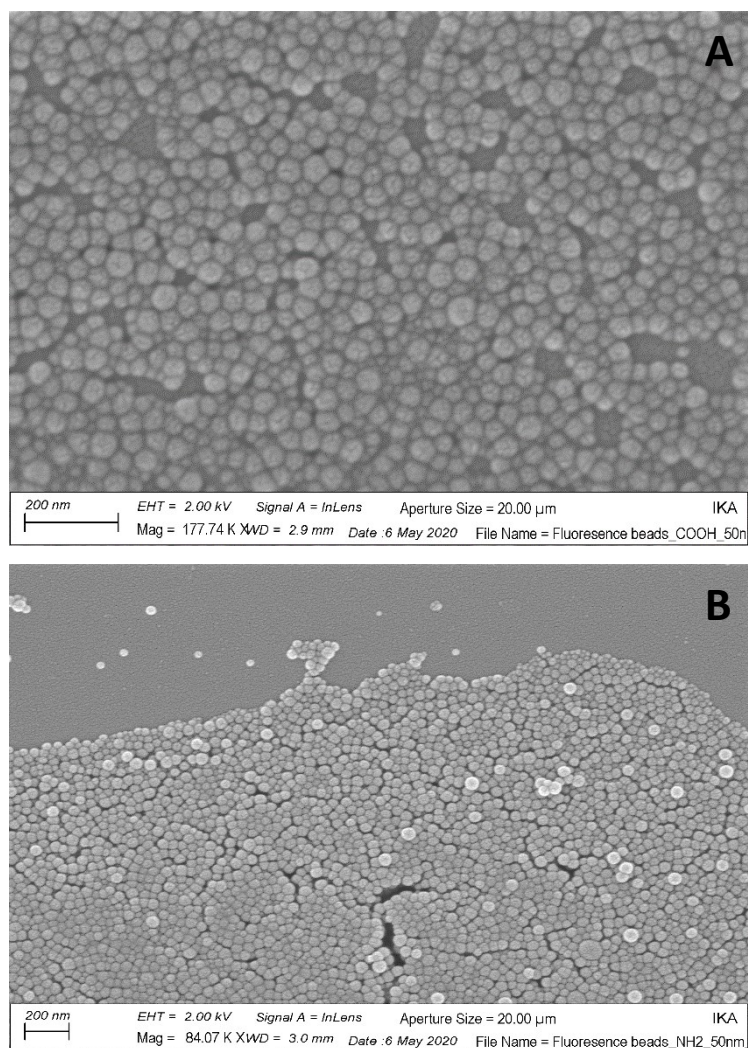 A
200 nm EHT = 2.00 kV Signal A = InLens Aperture Size = 20.00 µm IKA
Mag = 177.74 K X WD = 2.9 mm Date :6 May 2020 File Name = Fluoresence beads_COOH_50n
B
200 nm EHT = 2.00 kV Signal A = InLens Aperture Size = 20.00 µm IKA
Mag = 84.07 K X WD = 3.0 mm Date :6 May 2020 File Name = Fluoresence beads_NH2_50nm